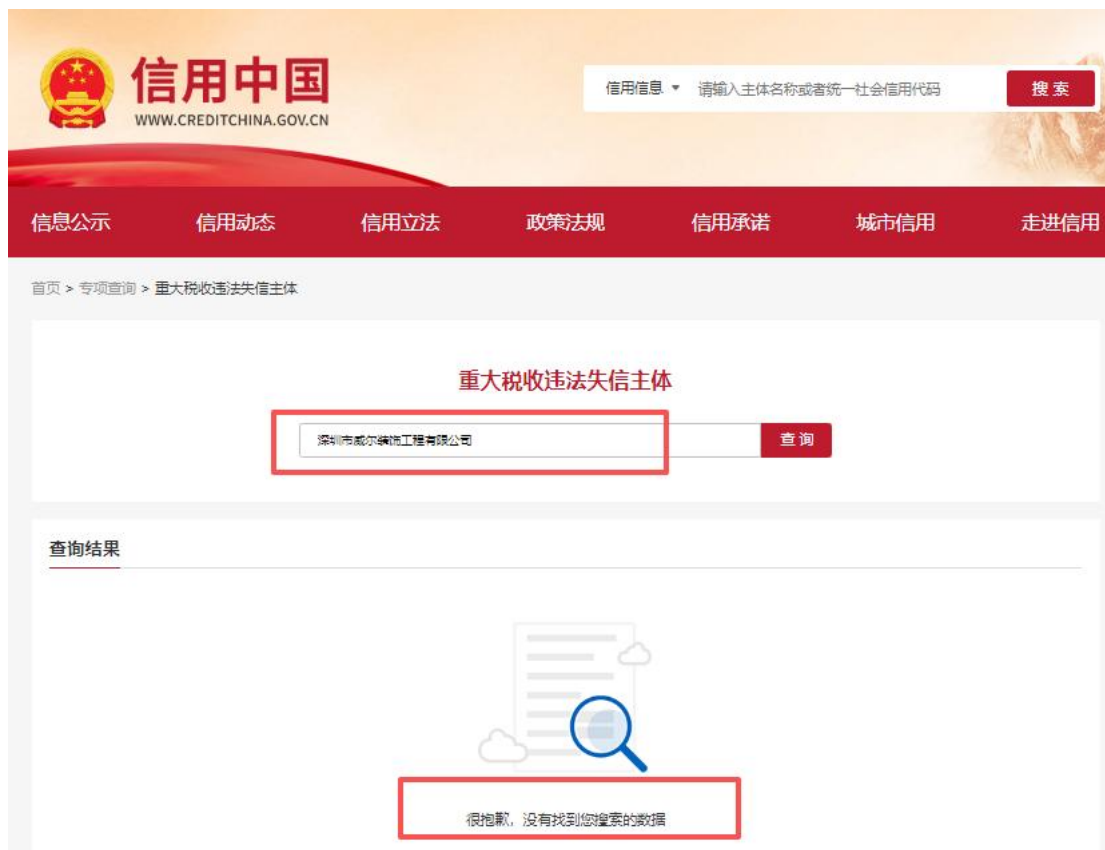 信用中国
WWW.CREDITCHINA.GOV.CN
信用信息 请输入主体名称或者统一社会信用代码 搜索
信息公示 信用动态 信用立法 政策法规 信用承诺 城市信用 走进信用
首页 > 专项查询 > 重大税收违法失信主体
重大税收违法失信主体
深圳市威尔装饰工程有限公司 查询
查询结果
很抱歉，没有找到您搜索的数据